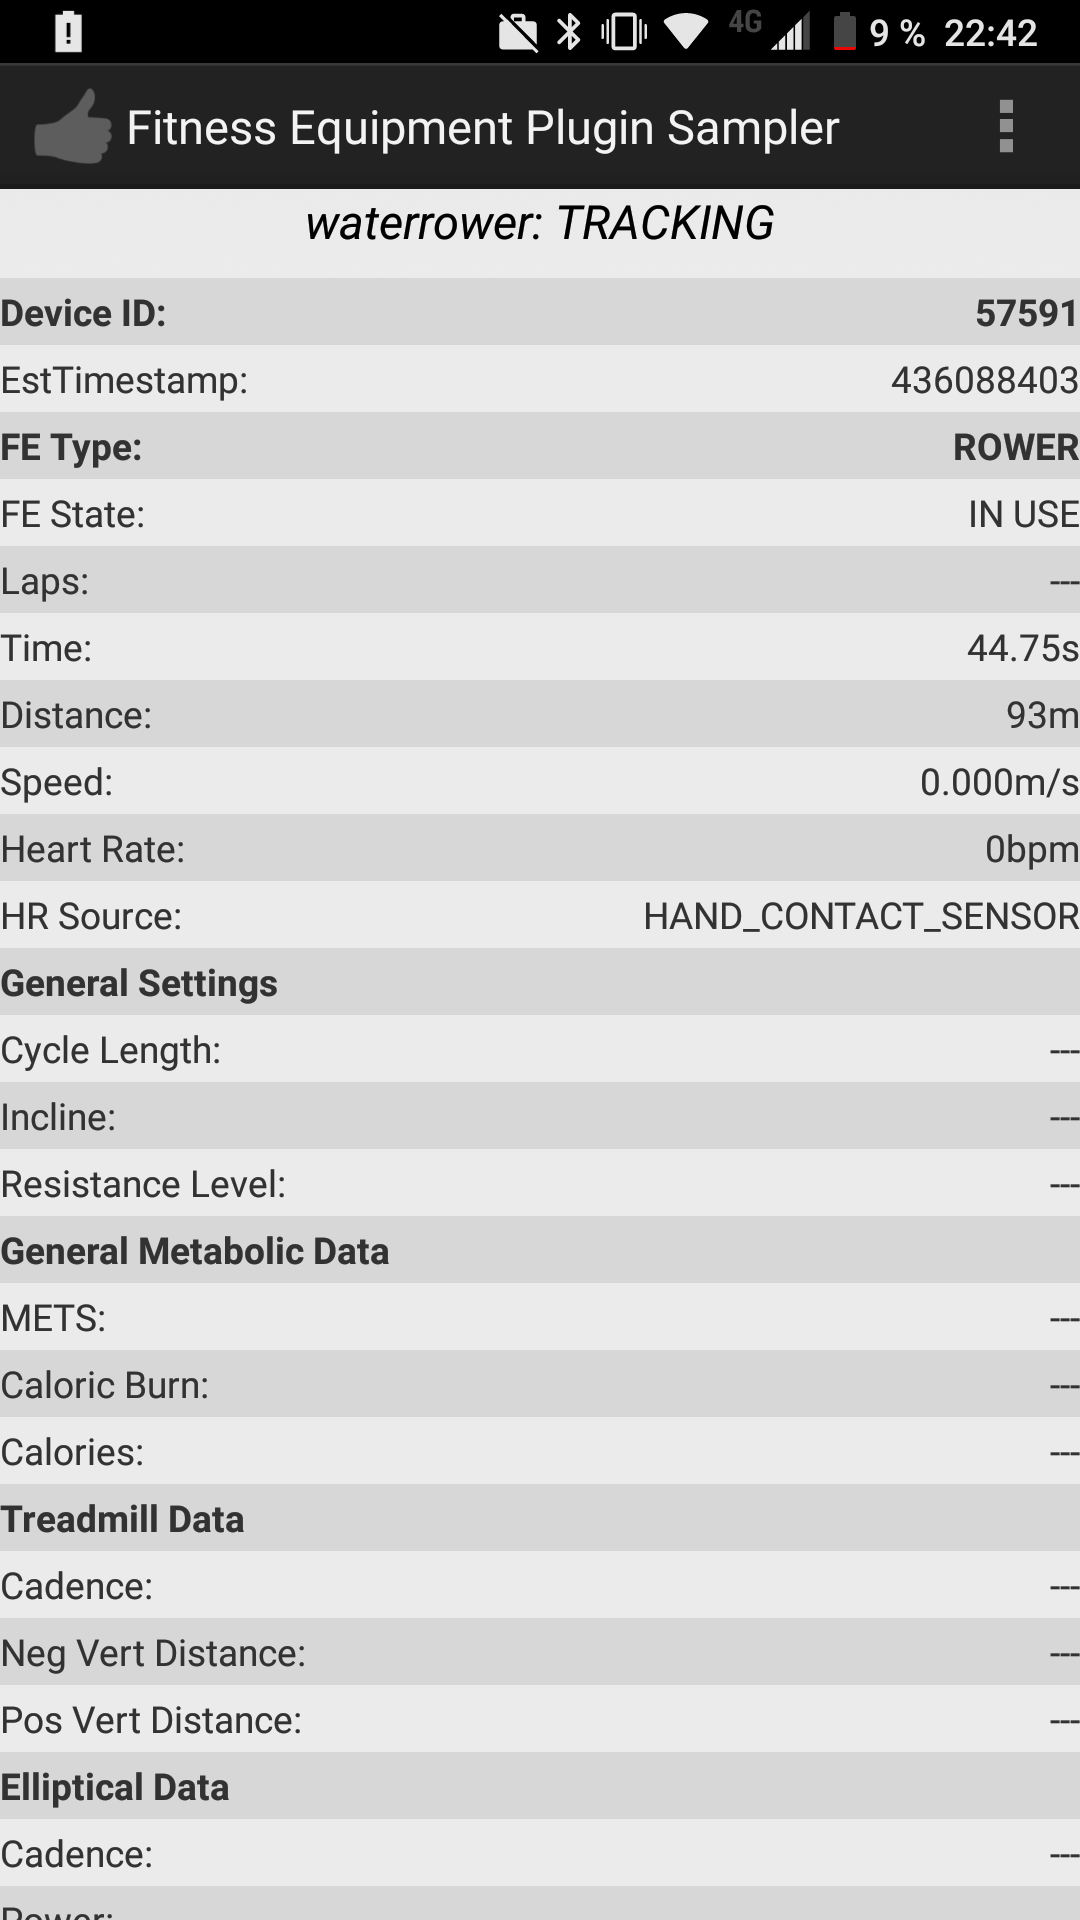 4G 9 % 22:42
Fitness Equipment Plugin Sampler
waterrower: TRACKING
Device ID: 57591
EstTimestamp: 436088403
FE Type: ROWER
FE State: IN USE
Laps: ---
Time: 44.75s
Distance: 93m
Speed: 0.000m/s
Heart Rate: 0bpm
HR Source: HAND_CONTACT_SENSOR
General Settings
Cycle Length: ---
Incline: ---
Resistance Level: ---
General Metabolic Data
METS: ---
Caloric Burn: ---
Calories: ---
Treadmill Data
Cadence: ---
Neg Vert Distance: ---
Pos Vert Distance: ---
Elliptical Data
Cadence: ---
Power: